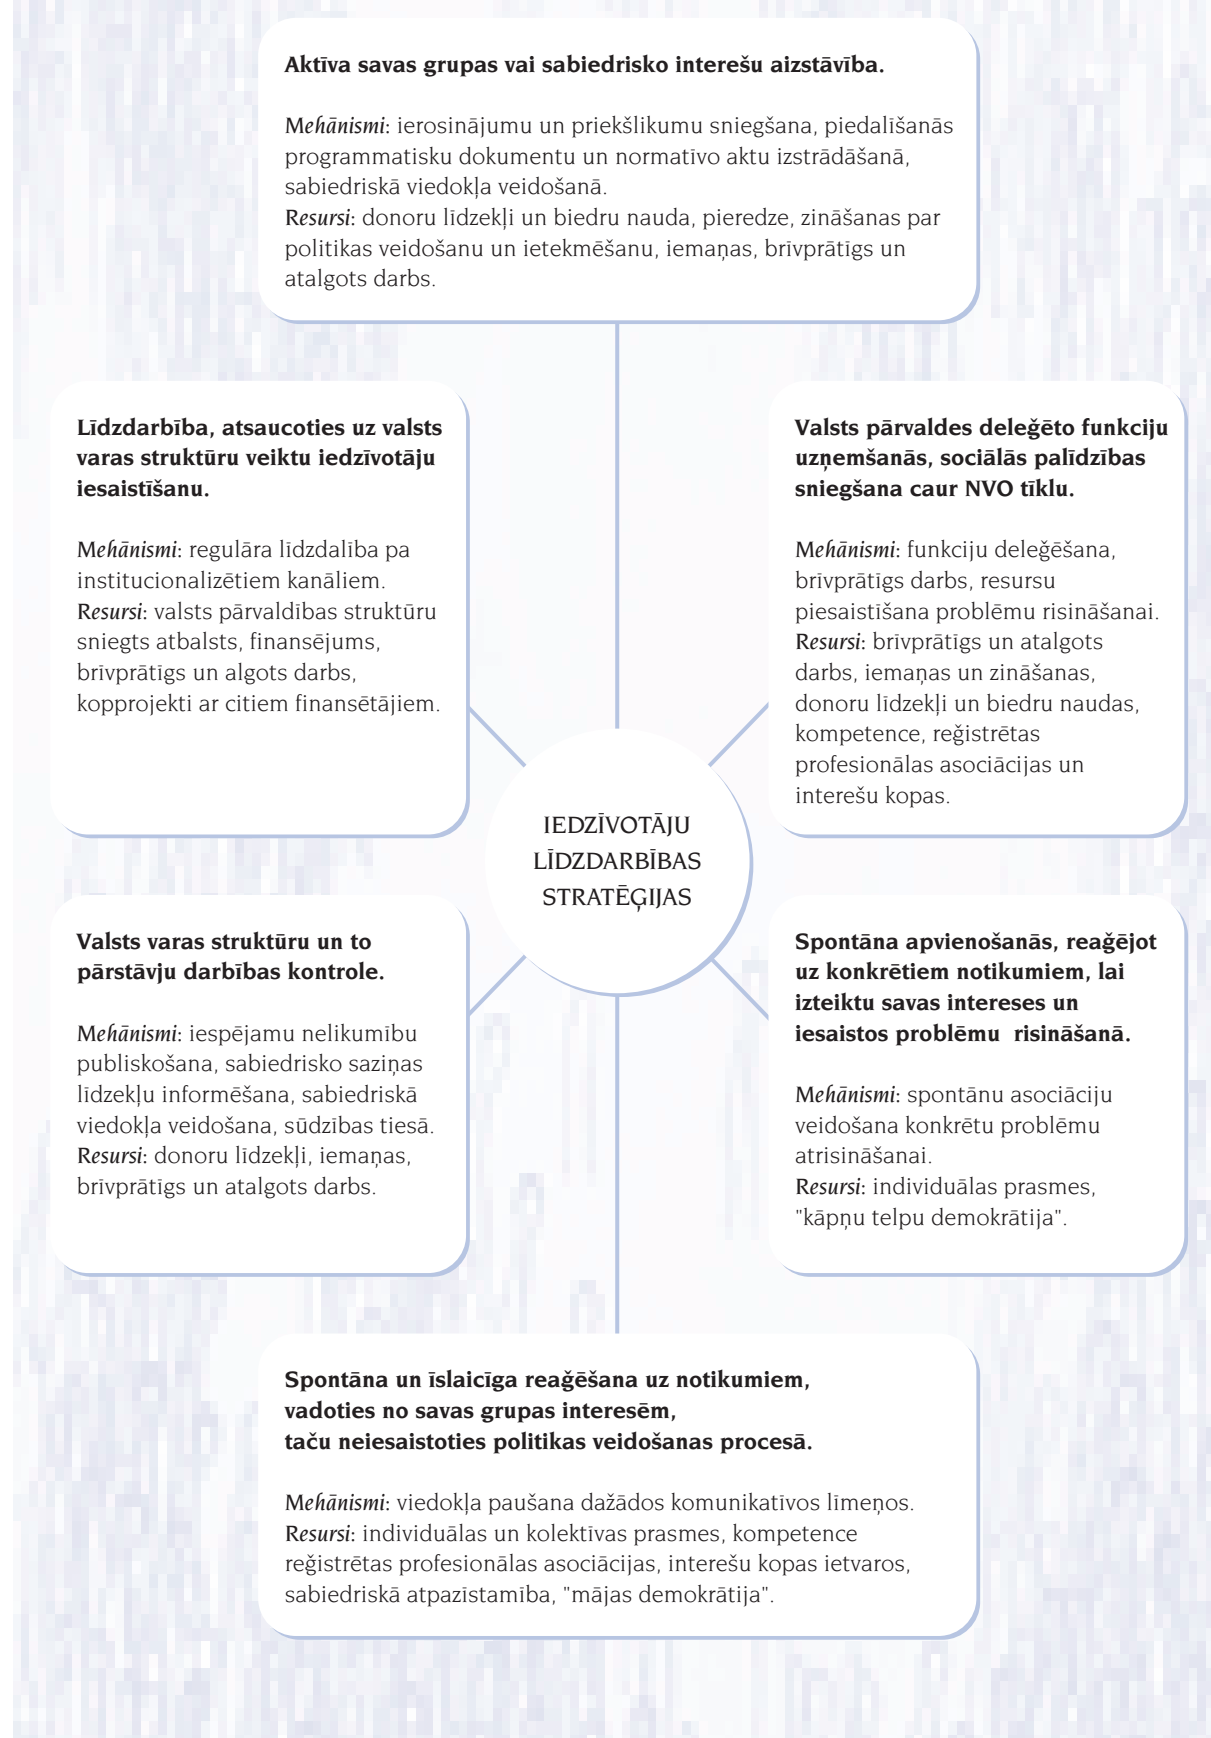 Aktīva savas grupas vai sabiedrisko interešu aizstāvība.
Mehānismi: ierosinājumu un priekšlikumu sniegšana, piedalīšanās
programmatisku dokumentu un normatīvo aktu izstrādāšanā,
sabiedriskā viedokļa veidošanā.
Resursi: donoru līdzekļi un biedru nauda, pieredze, zināšanas par
politikas veidošanu un ietekmēšanu, iemaņas, brīvprātīgs un
atalgots darbs.
Līdzdarbība, atsaucoties uz valsts
varas struktūru veiktu iedzīvotāju
iesaistīšanu.
Mehānismi: regulāra līdzdalība pa
institucionalizētiem kanāliem.
Resursi: valsts pārvaldības struktūru
sniegts atbalsts, finansējums,
brīvprātīgs un algots darbs,
kopprojekti ar citiem finansētājiem.
Valsts pārvaldes deleģēto funkciju
uzņemšanās, sociālās palīdzības
sniegšana caur NVO tīklu.
Mehānismi: funkciju deleģēšana,
brīvprātīgs darbs, resursu
piesaistīšana problēmu risināšanai.
Resursi: brīvprātīgs un atalgots
darbs, iemaņas un zināšanas,
donoru līdzekļi un biedru naudas,
kompetence, reģistrētas
profesionālas asociācijas un
interešu kopas.
IEDZĪVOTĀJU
LĪDZDARBĪBAS
STRATĒĢIJAS
Valsts varas struktūru un to
pārstāvju darbības kontrole.
Mehānismi: iespējamu nelikumību
publiskošana, sabiedrisko saziņas
līdzekļu informēšana, sabiedriskā
viedokļa veidošana, sūdzības tiesā.
Resursi: donoru līdzekļi, iemaņas,
brīvprātīgs un atalgots darbs.
Spontāna apvienošanās, reaģējot
uz konkrētiem notikumiem, lai
izteiktu savas intereses un
iesaistos problēmu  risināšanā.
Mehānismi: spontānu asociāciju
veidošana konkrētu problēmu
atrisināšanai.
Resursi: individuālas prasmes,
"kāpņu telpu demokrātija".
Spontāna un īslaicīga reaģēšana uz notikumiem,
vadoties no savas grupas interesēm,
taču neiesaistoties politikas veidošanas procesā.
Mehānismi: viedokļa paušana dažādos komunikatīvos līmeņos.
Resursi: individuālas un kolektīvas prasmes, kompetence
reģistrētas profesionālas asociācijas, interešu kopas ietvaros,
sabiedriskā atpazīstamība, "mājas demokrātija".